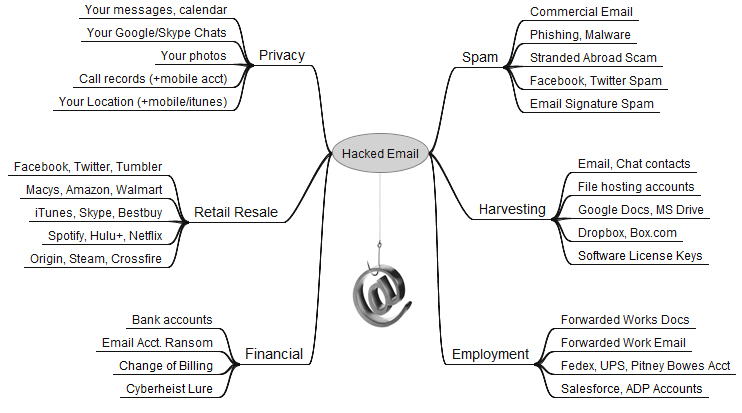 Hacked Email
Privacy
Your messages, calendar
Your Google/Skype Chats
Your photos
Call records (+mobile acct)
Your Location (+mobile/itunes)
Retail Resale
Facebook, Twitter, Tumbler
Macys, Amazon, Walmart
iTunes, Skype, Bestbuy
Spotify, Hulu+, Netflix
Origin, Steam, Crossfire
Financial
Bank accounts
Email Acct. Ransom
Change of Billing
Cyberheist Lure
Spam
Commercial Email
Phishing, Malware
Stranded Abroad Scam
Facebook, Twitter Spam
Email Signature Spam
Harvesting
Email, Chat contacts
File hosting accounts
Google Docs, MS Drive
Dropbox, Box.com
Software License Keys
Employment
Forwarded Works Docs
Forwarded Work Email
Fedex, UPS, Pitney Bowes Acct
Salesforce, ADP Accounts
@